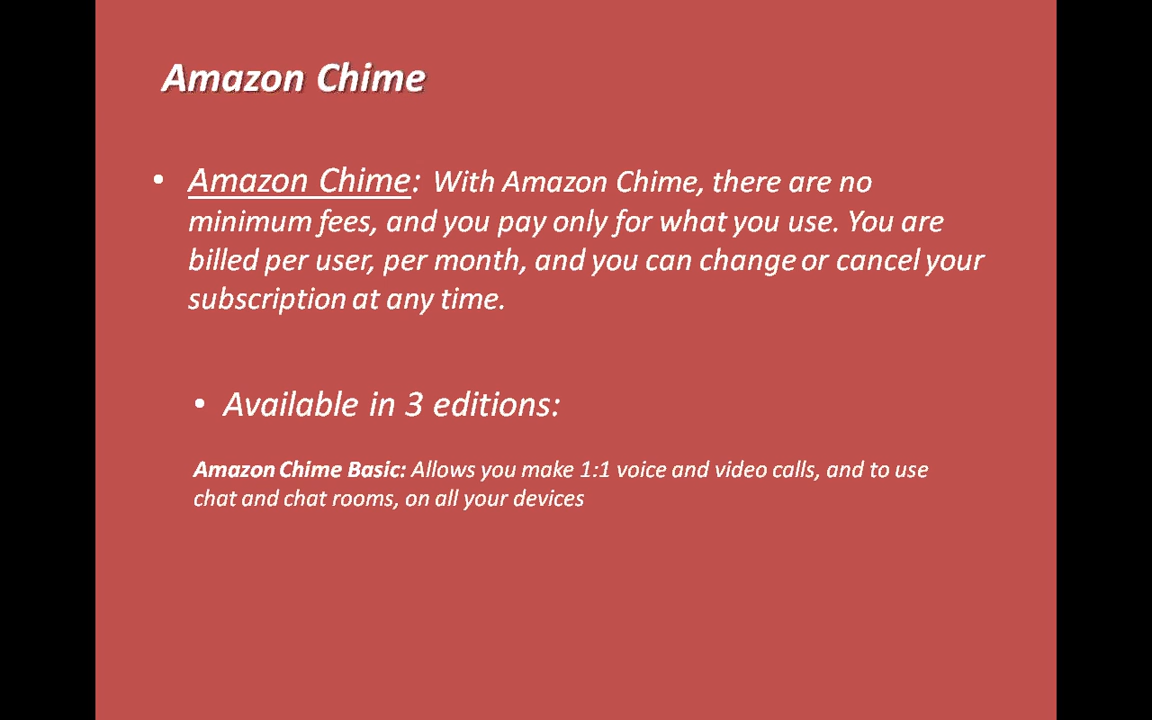 Amazon Chime
• Amazon Chime: With Amazon Chime, there are no
minimum fees, and you pay only for what you use. You are
billed per user, per month, and you can change or cancel your
subscription at any time.
• Available in 3 editions:
Amazon Chime Basic: Allows you make 1:1 voice and video calls, and to use
chat and chat rooms, on all your devices